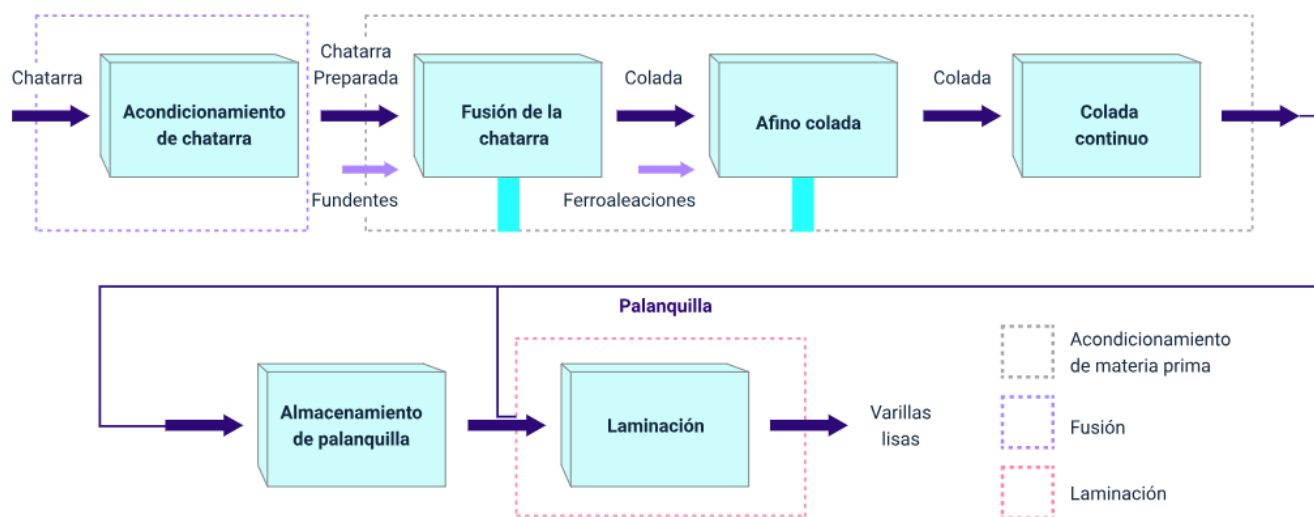 Chatarra
Acondicionamiento
de chatarra
Chatarra
Preparada
Fundentes
Fusión de la
chatarra
Colada
Ferroaleaciones
Afino colada
Colada
Colada
continuo
Palanquilla
Almacenamiento
de palanquilla
Laminación
Varillas
lisas
Acondicionamiento
de materia prima
Fusión
Laminación